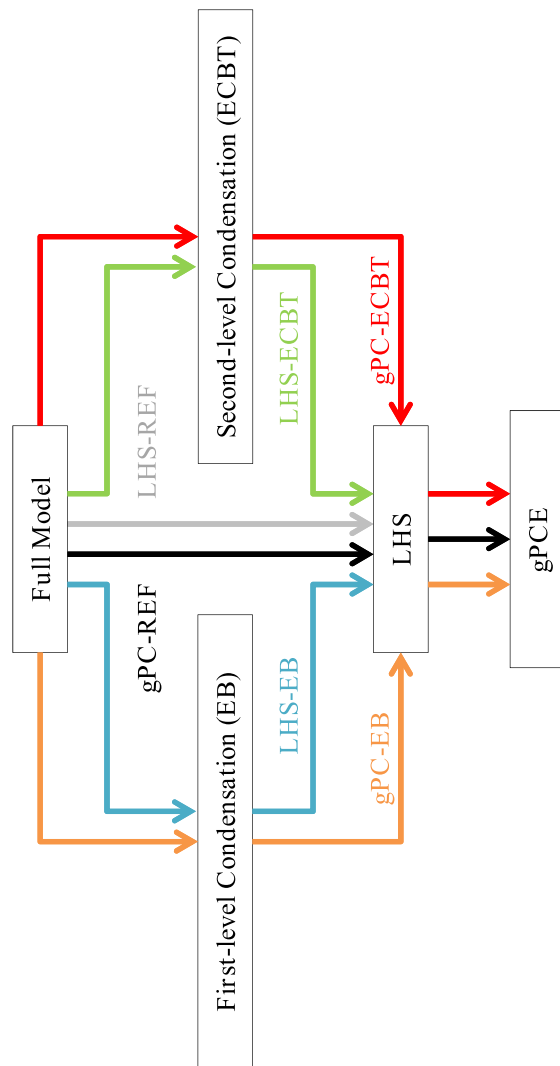 Full Model
Second-level Condensation (ECBT)
First-level Condensation (EB)
LHS-REF
gPC-REF
LHS-ECBT
LHS-EB
gPC-ECBT
gPC-EB
LHS
gPCE